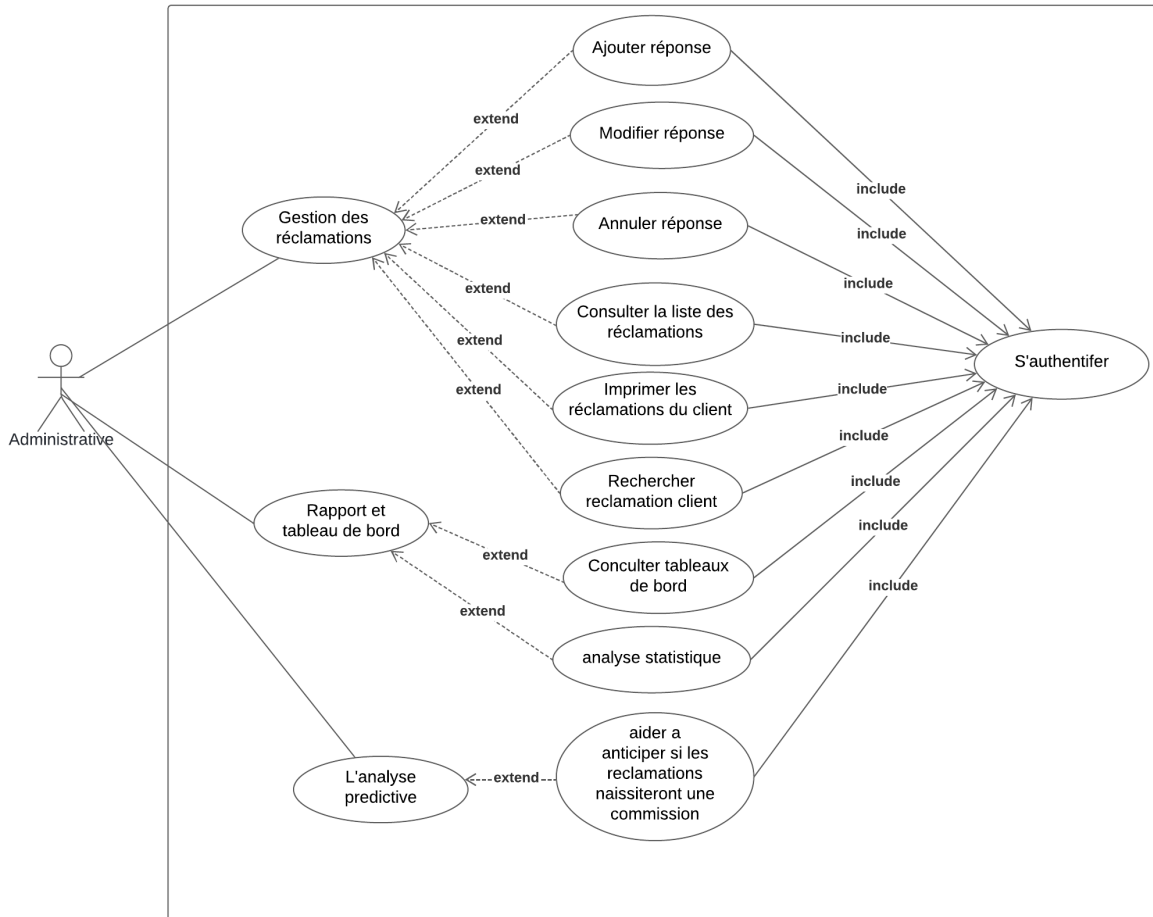 Ajouter réponse
extend
Modifier réponse
extend
include
Annuler réponse
extend
include
Gestion des
réclamations
include
Consulter la liste des
réclamations
extend
include
S'authentifer
extend
Imprimer les
réclamations du client
include
extend
Administrative
include
Rechercher
reclamation client
include
Rapport et
tableau de bord
include
extend
Conculter tableaux
de bord
include
extend
analyse statistique
L'analyse
predictive
extend
aider a
anticiper si les
reclamations
naissiteront une
commission